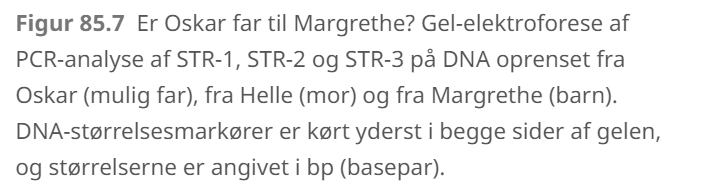 Figur 85.7 Er Oskar far til Margrethe? Gel-elektroforese af
PCR-analyse af STR-1, STR-2 og STR-3 på DNA oprenset fra
Oskar (mulig far), fra Helle (mor) og fra Margrethe (barn).
DNA-størrelsesmarkører er kørt yderst i begge sider af gelen,
og størrelserne er angivet i bp (basepar).